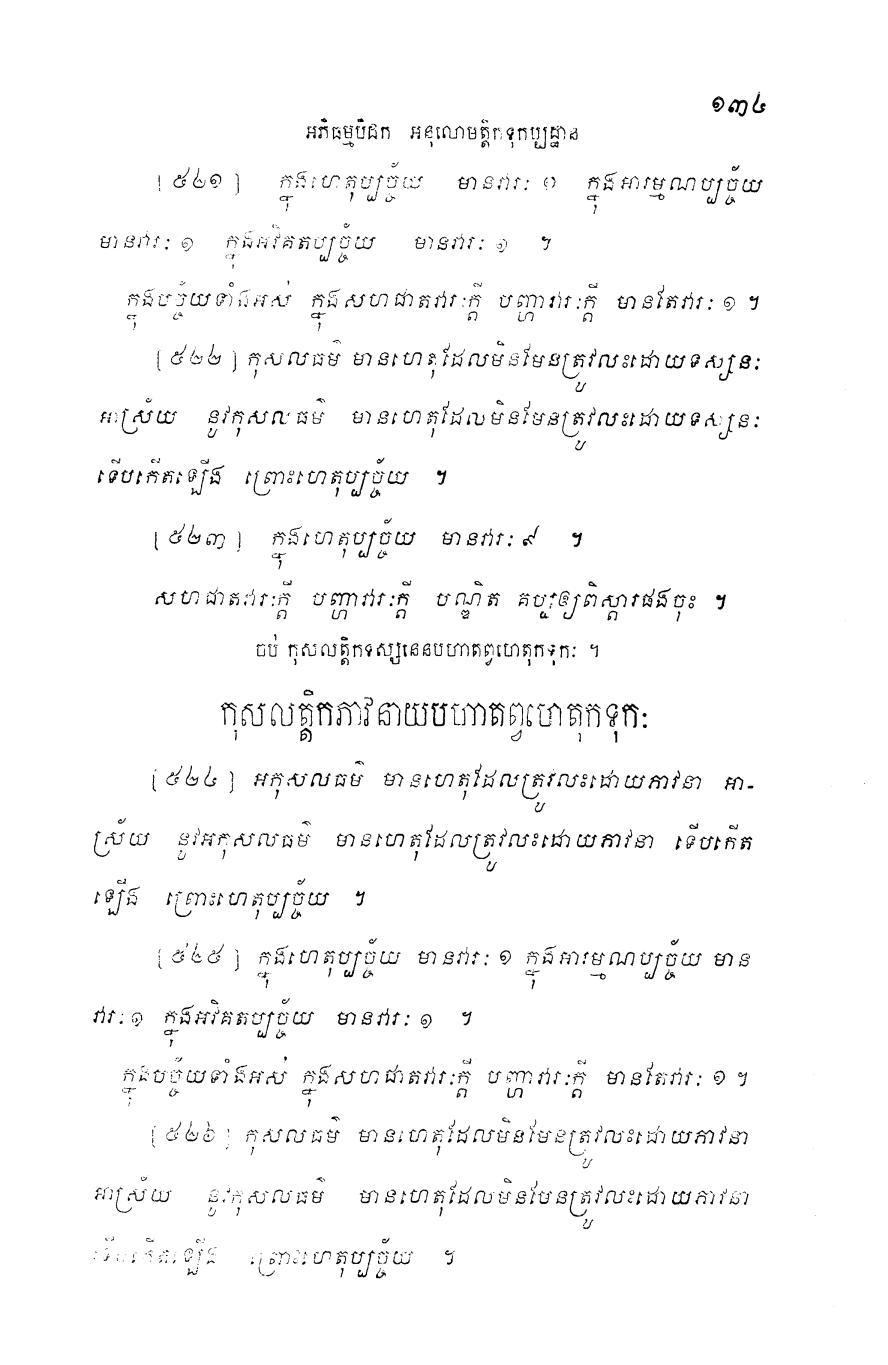 ១៣៤
អភិធម្មបិដក អនុលោមត្តិកទុកប្បដ្ឋាន
[៥២១] ក្នុងហេតុប្បច្ច័យ មានវារៈ ១ ក្នុងអារម្មណប្បច្ច័យ
មានវារៈ ១ ក្នុងអវិគតប្បច្ច័យ មានវារៈ ១ ។
ក្នុងបច្ច័យទាំងអស់ ក្នុងសហជាតវារៈក្តី បញ្ហាវារៈក្តី មានតែវារៈ ១ ។
[៥២២] កុសលធម៌ មានហេតុដែលមិនមែនត្រូវលះដោយទស្សនៈ
អាស្រ័យ នូវកុសលធម៌ មានហេតុដែលមិនមែនត្រូវលះដោយទស្សនៈ
ទើបកើតឡើង ព្រោះហេតុប្បច្ច័យ ។
[៥២៣] ក្នុងហេតុប្បច្ច័យ មានវារៈ ៩ ។
សហជាតវារៈក្តី បញ្ហាវារៈក្តី បណ្ឌិត គប្បីឲ្យពិស្តារផងចុះ ។
ចប់ កុសលត្តិកទស្សនេនបហាតព្វហេតុកទុកៈ ។
កុសលត្តិកភាវនាយបហាតព្វហេតុកទុកៈ
[៥២៤] អកុសលធម៌ មានហេតុដែលត្រូវលះដោយភាវនា អា-
ស្រ័យ នូវអកុសលធម៌ មានហេតុដែលត្រូវលះដោយភាវនា ទើបកើត
ឡើង ព្រោះហេតុប្បច្ច័យ ។
[៥២៥] ក្នុងហេតុប្បច្ច័យ មានវារៈ ១ ក្នុងអារម្មណប្បច្ច័យ មាន
វារៈ ១ ក្នុងអវិគតប្បច្ច័យ មានវារៈ ១ ។
ក្នុងបច្ច័យទាំងអស់ ក្នុងសហជាតវារៈក្តី បញ្ហាវារៈក្តី មានតែវារៈ ១ ។
[៥២៦] កុសលធម៌ មានហេតុដែលមិនមែនត្រូវលះដោយភាវនា
អាស្រ័យ នូវកុសលធម៌ មានហេតុដែលមិនមែនត្រូវលះដោយភាវនា
ទើបកើតឡើង ព្រោះហេតុប្បច្ច័យ ។